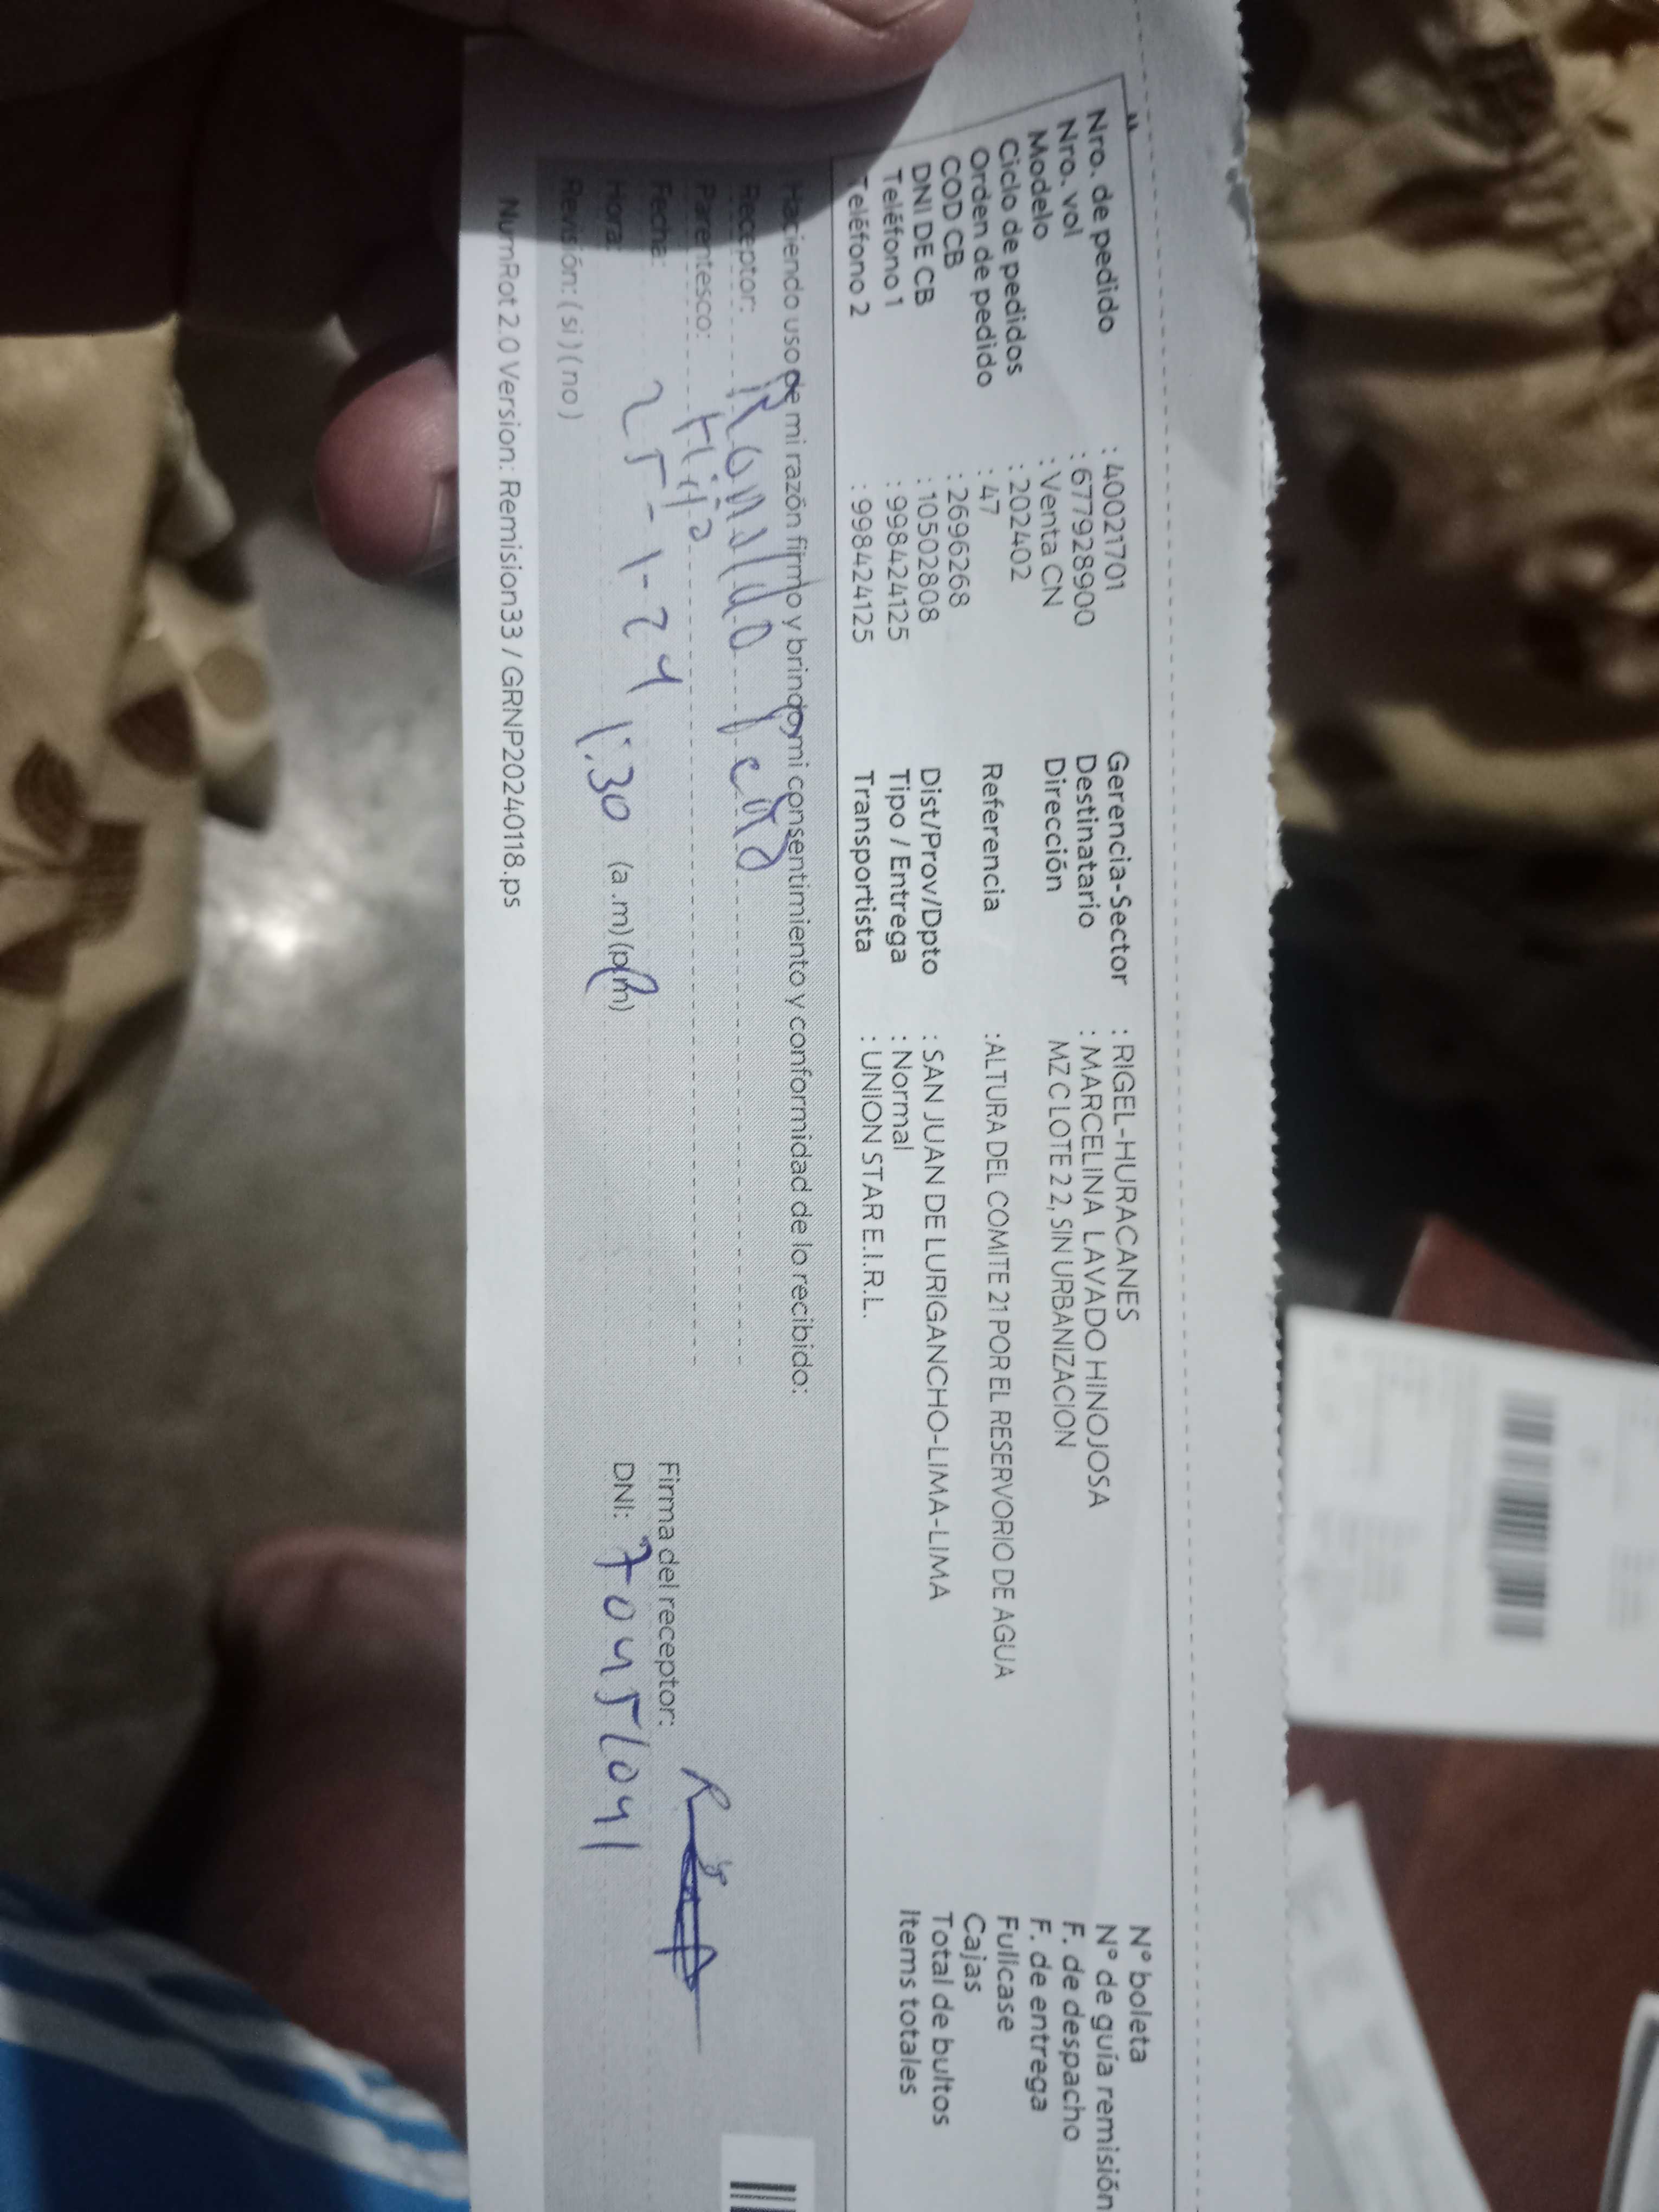 Nro. de pedido : 40021701
Nro. vol : 677928900
Modelo : Venta CN
Ciclo de pedidos : 202402
Orden de pedido : 47
COD CB : 2696268
DNI DE CB : 10502808
Teléfono 1 : 998424125
Teléfono 2 : 998424125
Gerencia-Sector : RIGEL-HURACANES
Destinatario : MARCELINA LAVADO HINOJOSA
Dirección MZ C LOTE 2 2, SIN URBANIZACION
Referencia : ALTURA DEL COMITE 21 POR EL RESERVORIO DE AGUA
Dist/Prov/Dpto : SAN JUAN DE LURIGANCHO-LIMA-LIMA
Tipo / Entrega : Normal
Transportista : UNION STAR E.I.R.L.
N° boleta
N° de guía remisión
F. de despacho
F. de entrega
Fullcase
Cajas
Total de bultos
Items totales
Haciendo uso de mi razón firmo y brindo mi consentimiento y conformidad de lo recibido:
Receptor: Ronaldo
Parentesco:
Fecha: 25-1-24
Hora: 1:30 (a.m) (p.m)
Revisión: ( si ) ( no )
Firma del receptor:
DNI:
NumRot 2.0 Version: Remision33 / GRNP20240118.ps